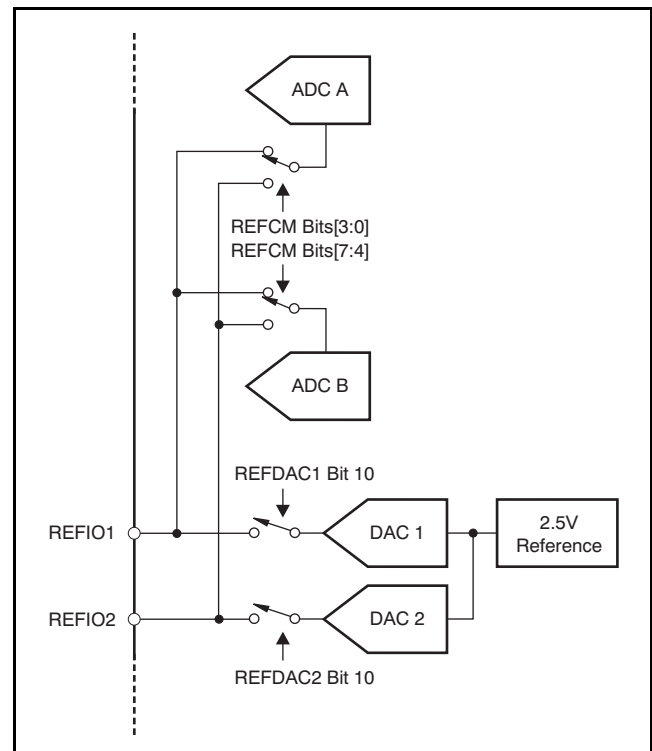 ADC A
REFCM Bits[3:0]
REFCM Bits[7:4]
ADC B
REFDAC1 Bit 10
REFIO1
DAC 1
2.5V
Reference
REFIO2
DAC 2
REFDAC2 Bit 10